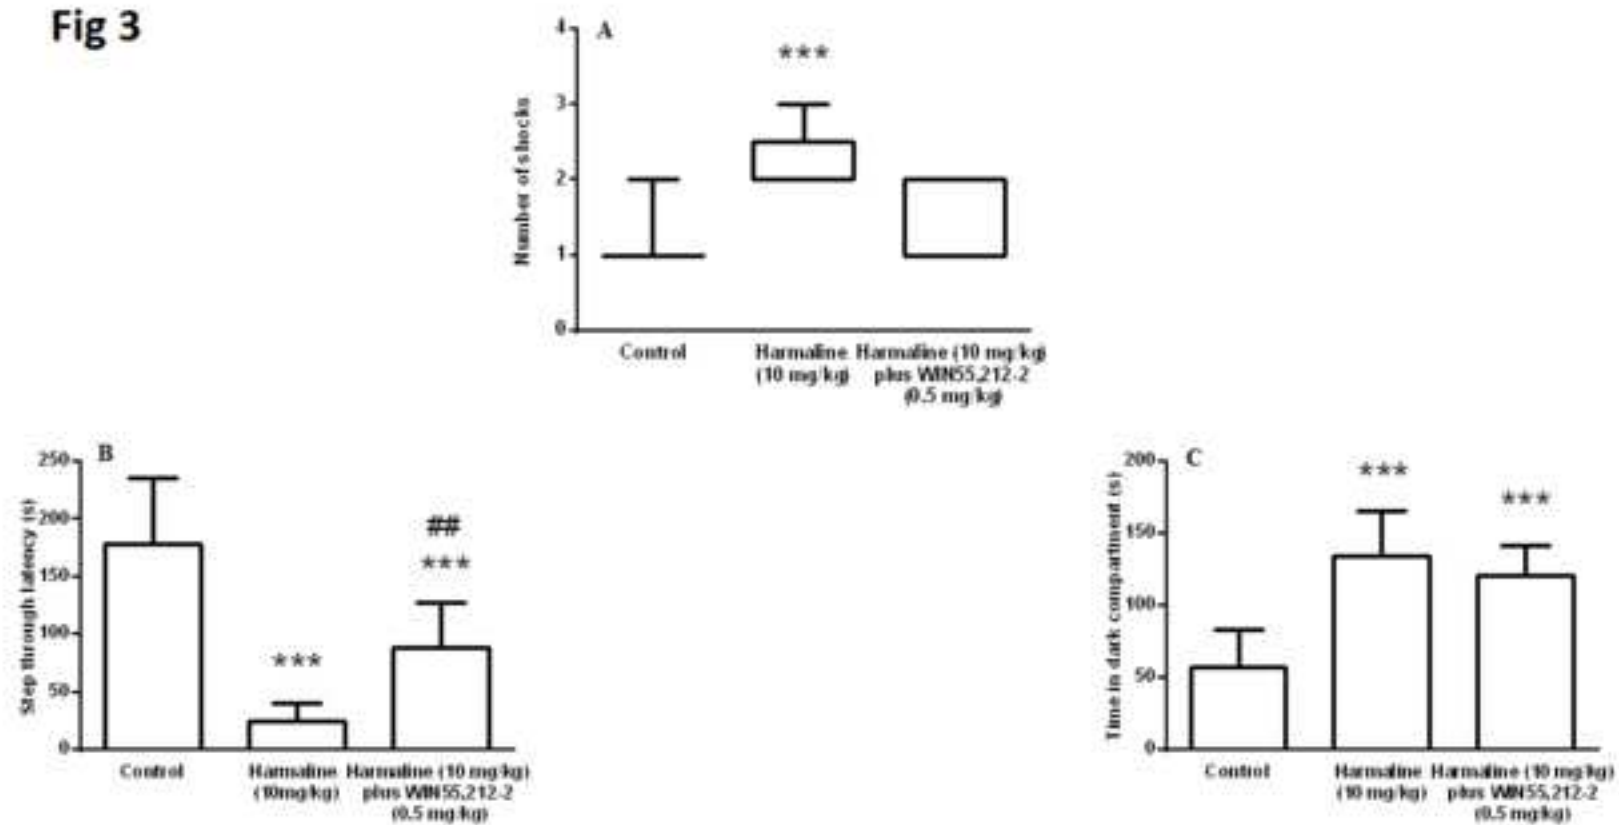 Fig 3
A
***
Number of shocks
4
3
2
1
0
Control
Harmaline
(10 mg/kg)
Harmaline (10 mg/kg)
plus WIN55,212-2
(0.5 mg/kg)
B
##
***
***
Step through latency (s)
250
200
150
100
50
0
Control
Harmaline
(10mg/kg)
Harmaline (10 mg/kg)
plus WIN55,212-2
(0.5 mg/kg)
C
***
***
Time in dark compartment (s)
200
150
100
50
0
Control
Harmaline
(10 mg/kg)
Harmaline (10 mg/kg)
plus WIN55,212-2
(0.5 mg/kg)